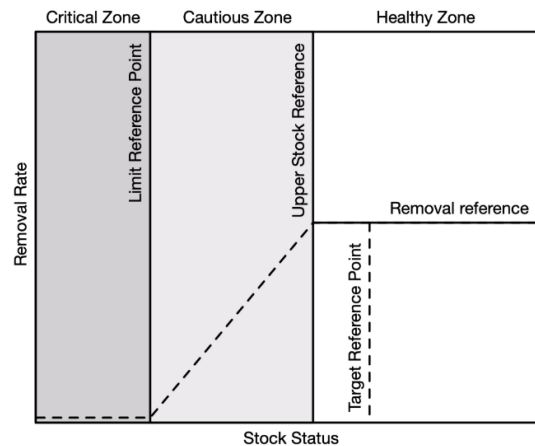 Critical Zone
Cautious Zone
Healthy Zone
Limit Reference Point
Upper Stock Reference
Removal Rate
Removal reference
Target Reference Point
Stock Status